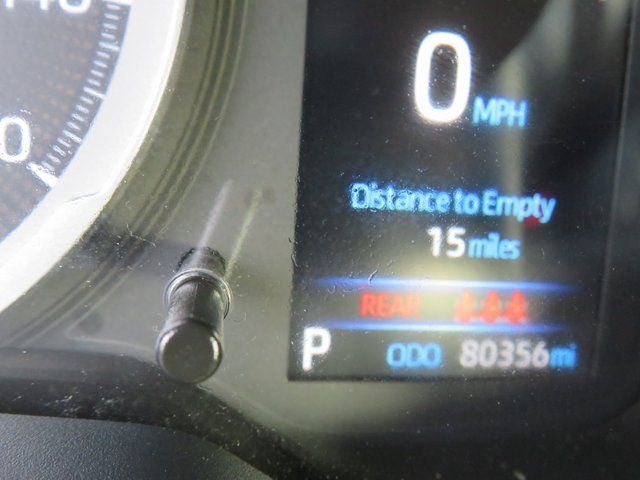 0 MPH
Distance to Empty
15 miles
REAR
P ODO 80356 mi